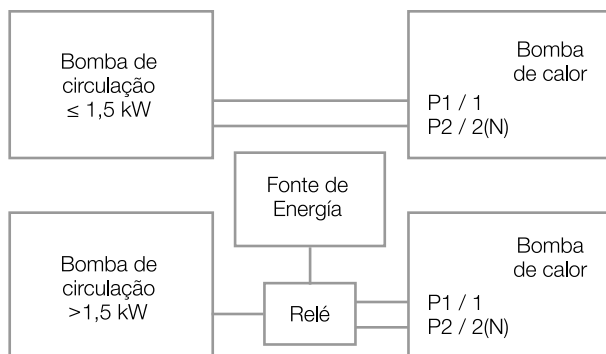 Bomba de
circulação
≤ 1,5 kW
Bomba
de calor
P1 / 1
P2 / 2(N)
Fonte de
Energía
Bomba de
circulação
>1,5 kW
Relé
Bomba
de calor
P1 / 1
P2 / 2(N)